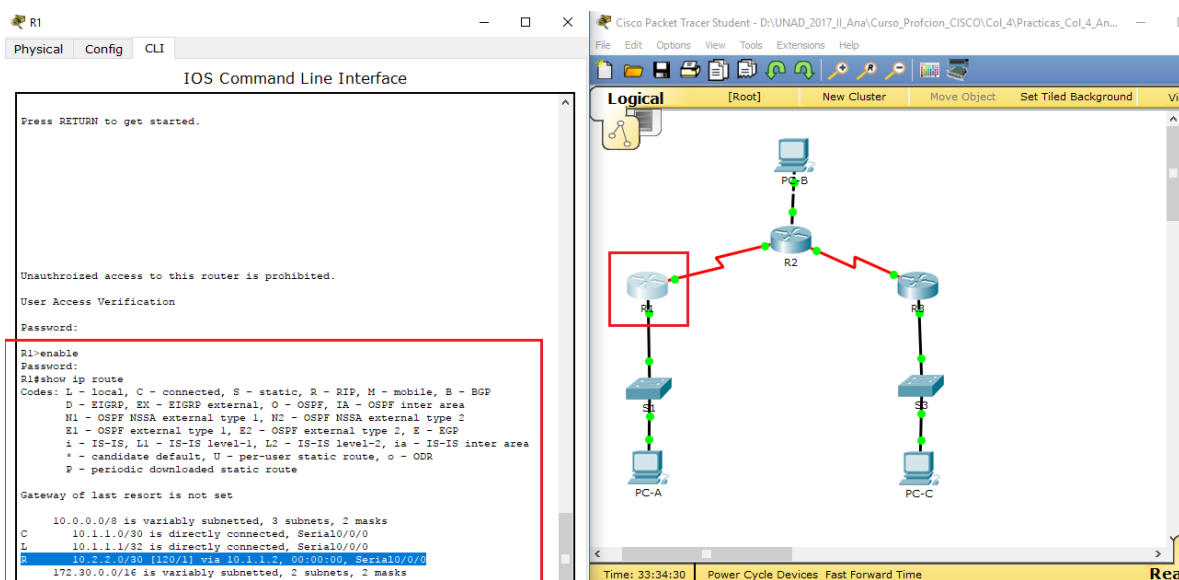 R1
Physical Config CLI
IOS Command Line Interface
Press RETURN to get started.
Unauthroized access to this router is prohibited.
User Access Verification
Password:
R1>enable
Password:
R1#show ip route
Codes: L - local, C - connected, S - static, R - RIP, M - mobile, B - BGP
D - EIGRP, EX - EIGRP external, O - OSPF, IA - OSPF inter area
N1 - OSPF NSSA external type 1, N2 - OSPF NSSA external type 2
E1 - OSPF external type 1, E2 - OSPF external type 2, E - EGP
i - IS-IS, L1 - IS-IS level-1, L2 - IS-IS level-2, ia - IS-IS inter area
* - candidate default, U - per-user static route, o - ODR
P - periodic downloaded static route
Gateway of last resort is not set
10.0.0.0/8 is variably subnetted, 3 subnets, 2 masks
C 10.1.1.0/30 is directly connected, Serial0/0/0
L 10.1.1.1/32 is directly connected, Serial0/0/0
R 10.2.2.0/30 [120/1] via 10.1.1.2, 00:00:00, Serial0/0/0
172.30.0.0/16 is variably subnetted, 2 subnets, 2 masks
Cisco Packet Tracer Student - D:\UNAD_2017_II_Ana\Curso_Profcion_CISCO\Col_4\Practicas_Col_4_An...
File Edit Options View Tools Extensions Help
Logical [Root] New Cluster Move Object Set Tiled Background Vi
PC-B
R2
R1
R3
S1
S3
PC-A
PC-C
Time: 33:34:30 Power Cycle Devices Fast Forward Time Rea